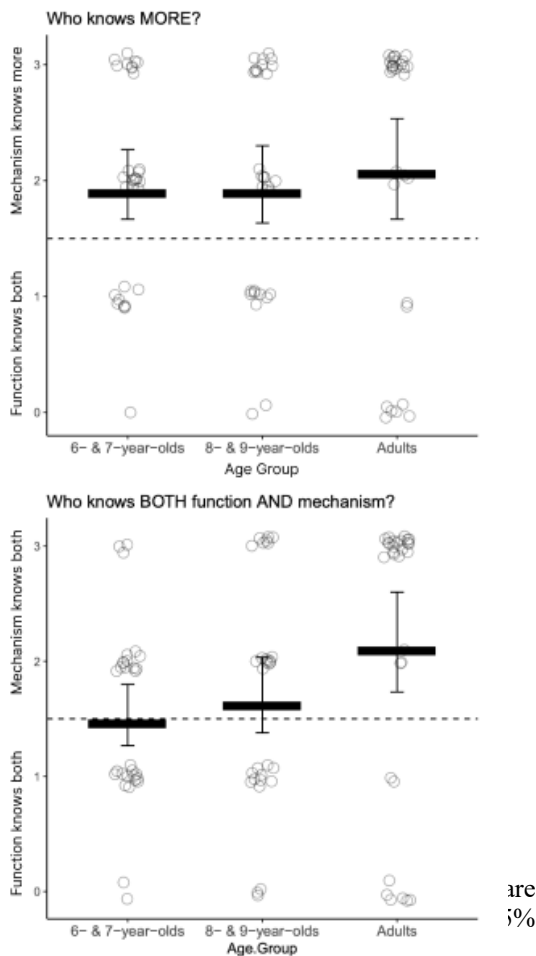 Who knows MORE?
Mechanism knows more
Function knows both
3
2
1
0
6- & 7-year-olds 8- & 9-year-olds Adults
Age Group
Who knows BOTH function AND mechanism?
Mechanism knows both
Function knows both
3
2
1
0
6- & 7-year-olds 8- & 9-year-olds Adults
Age.Group
are
5%